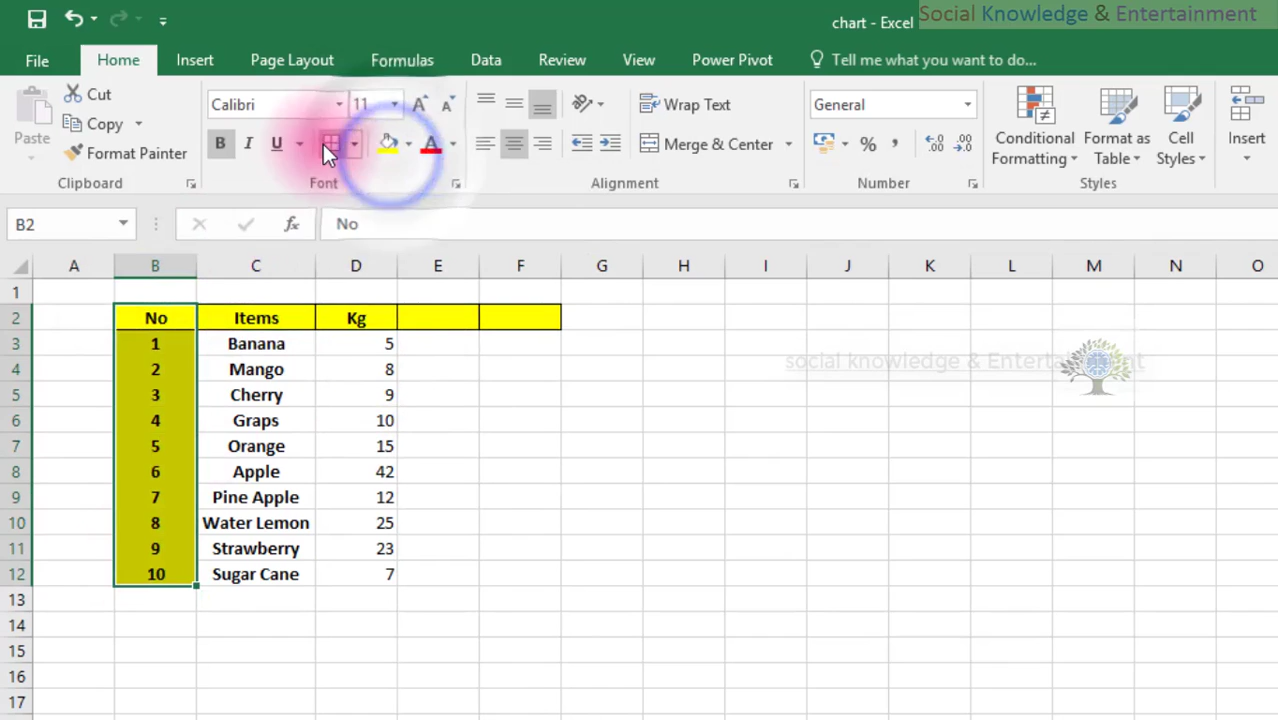 Social Knowledge & Entertainment
chart - Excel
File Home Insert Page Layout Formulas Data Review View Power Pivot Tell me what you want to do...
Cut
Copy
Format Painter
Paste
Clipboard
Calibri 11
B I U
Font
Wrap Text
Merge & Center
Alignment
General
% ,
Number
Conditional Formatting
Format as Table
Cell Styles
Styles
Insert
B2 fx No
A B C D E F G H I J K L M N O
1
2 No Items Kg
3 1 Banana 5
4 2 Mango 8
5 3 Cherry 9
6 4 Graps 10
7 5 Orange 15
8 6 Apple 42
9 7 Pine Apple 12
10 8 Water Lemon 25
11 9 Strawberry 23
12 10 Sugar Cane 7
13
14
15
16
17
social knowledge & Entertainment